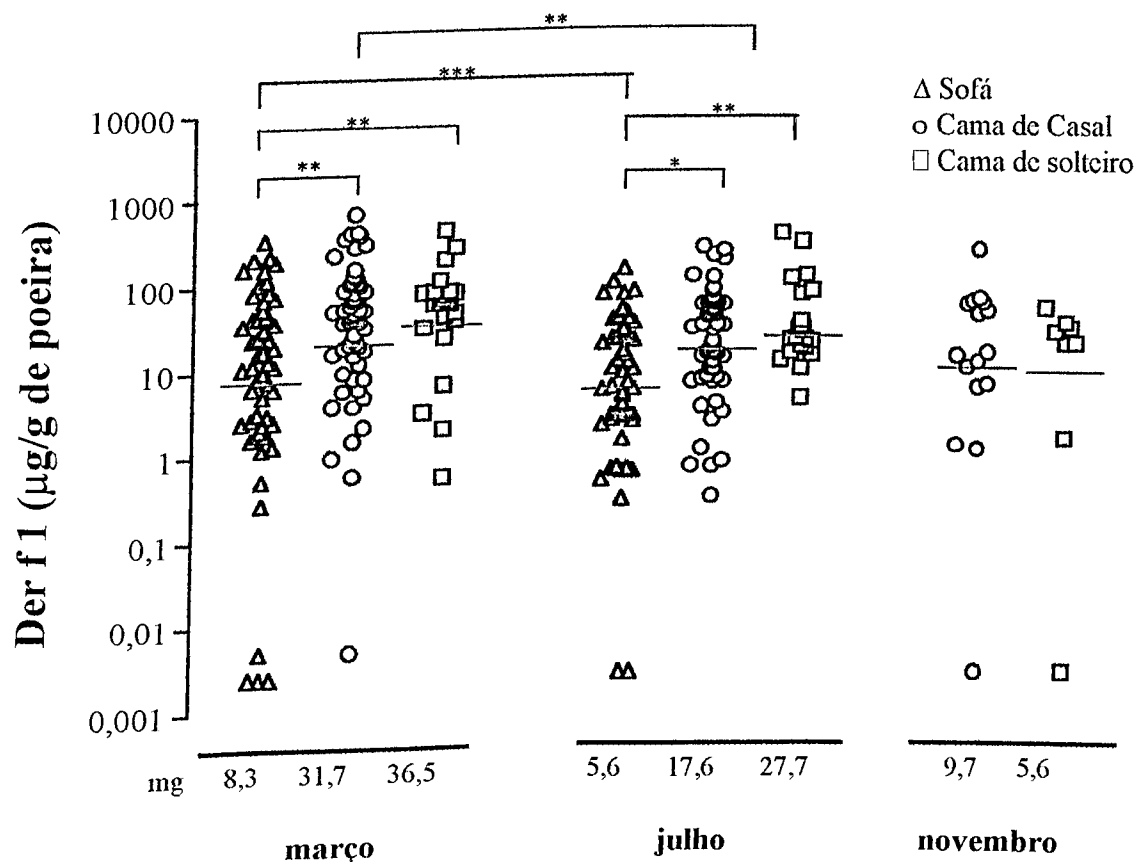 **
***
**
**
**
*
△ Sofá
○ Cama de Casal
□ Cama de solteiro
Der f 1 (µg/g de poeira)
10000
1000
100
10
1
0,1
0,01
0,001
mg 8,3 31,7 36,5 5,6 17,6 27,7 9,7 5,6
março julho novembro